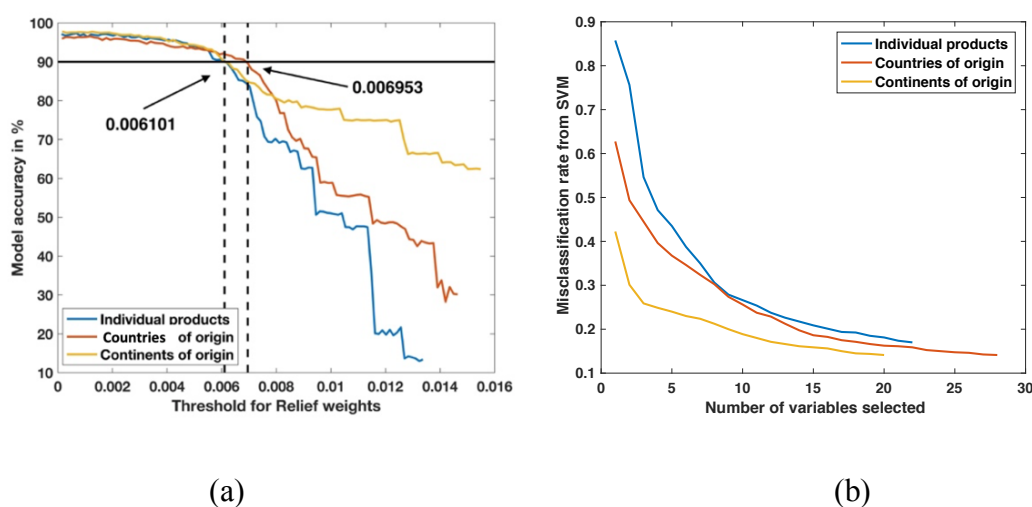 100
90
80
70
60
50
40
30
20
10
Model accuracy in %
0.006101
0.006953
Individual products
Countries of origin
Continents of origin
0 0.002 0.004 0.006 0.008 0.01 0.012 0.014 0.016
Threshold for Relief weights
(a)
0.9
0.8
0.7
0.6
0.5
0.4
0.3
0.2
0.1
Misclassification rate from SVM
Individual products
Countries of origin
Continents of origin
0 5 10 15 20 25 30
Number of variables selected
(b)